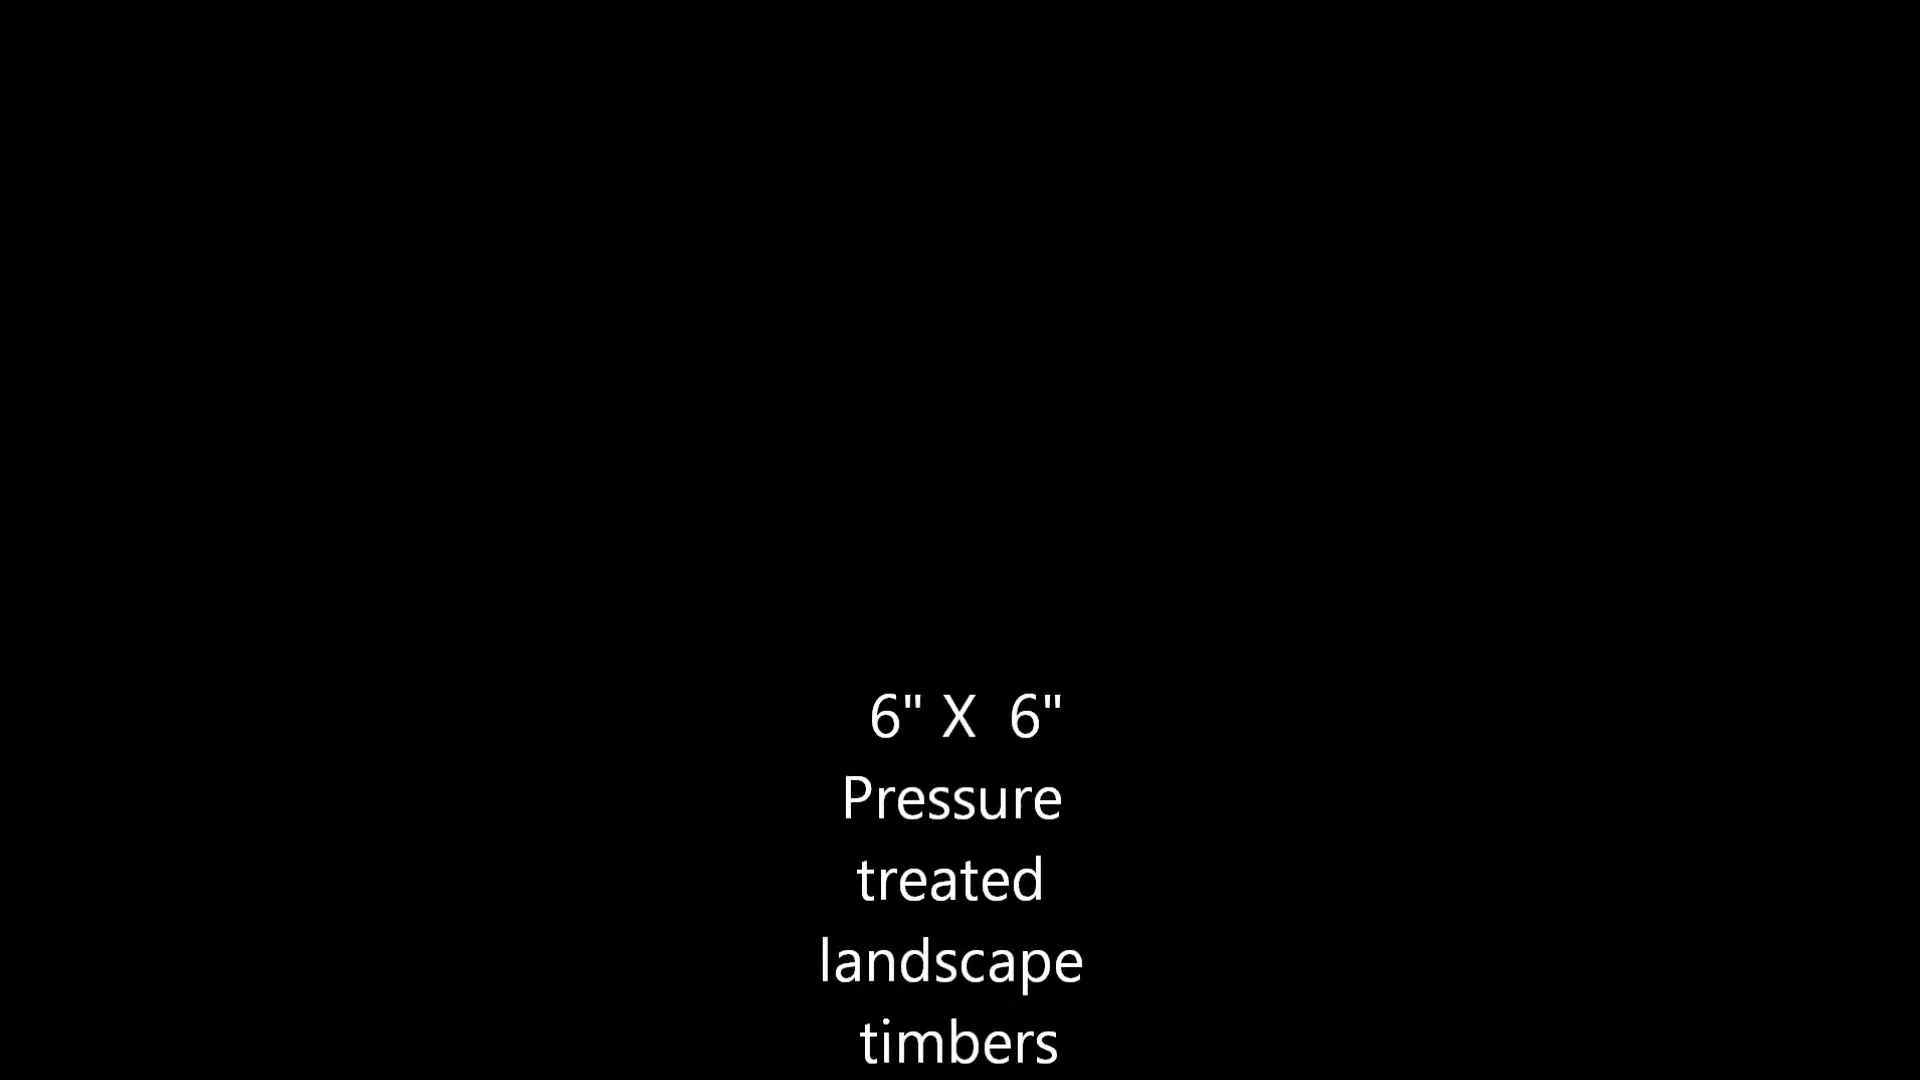 6" X  6"
Pressure
treated
landscape
timbers